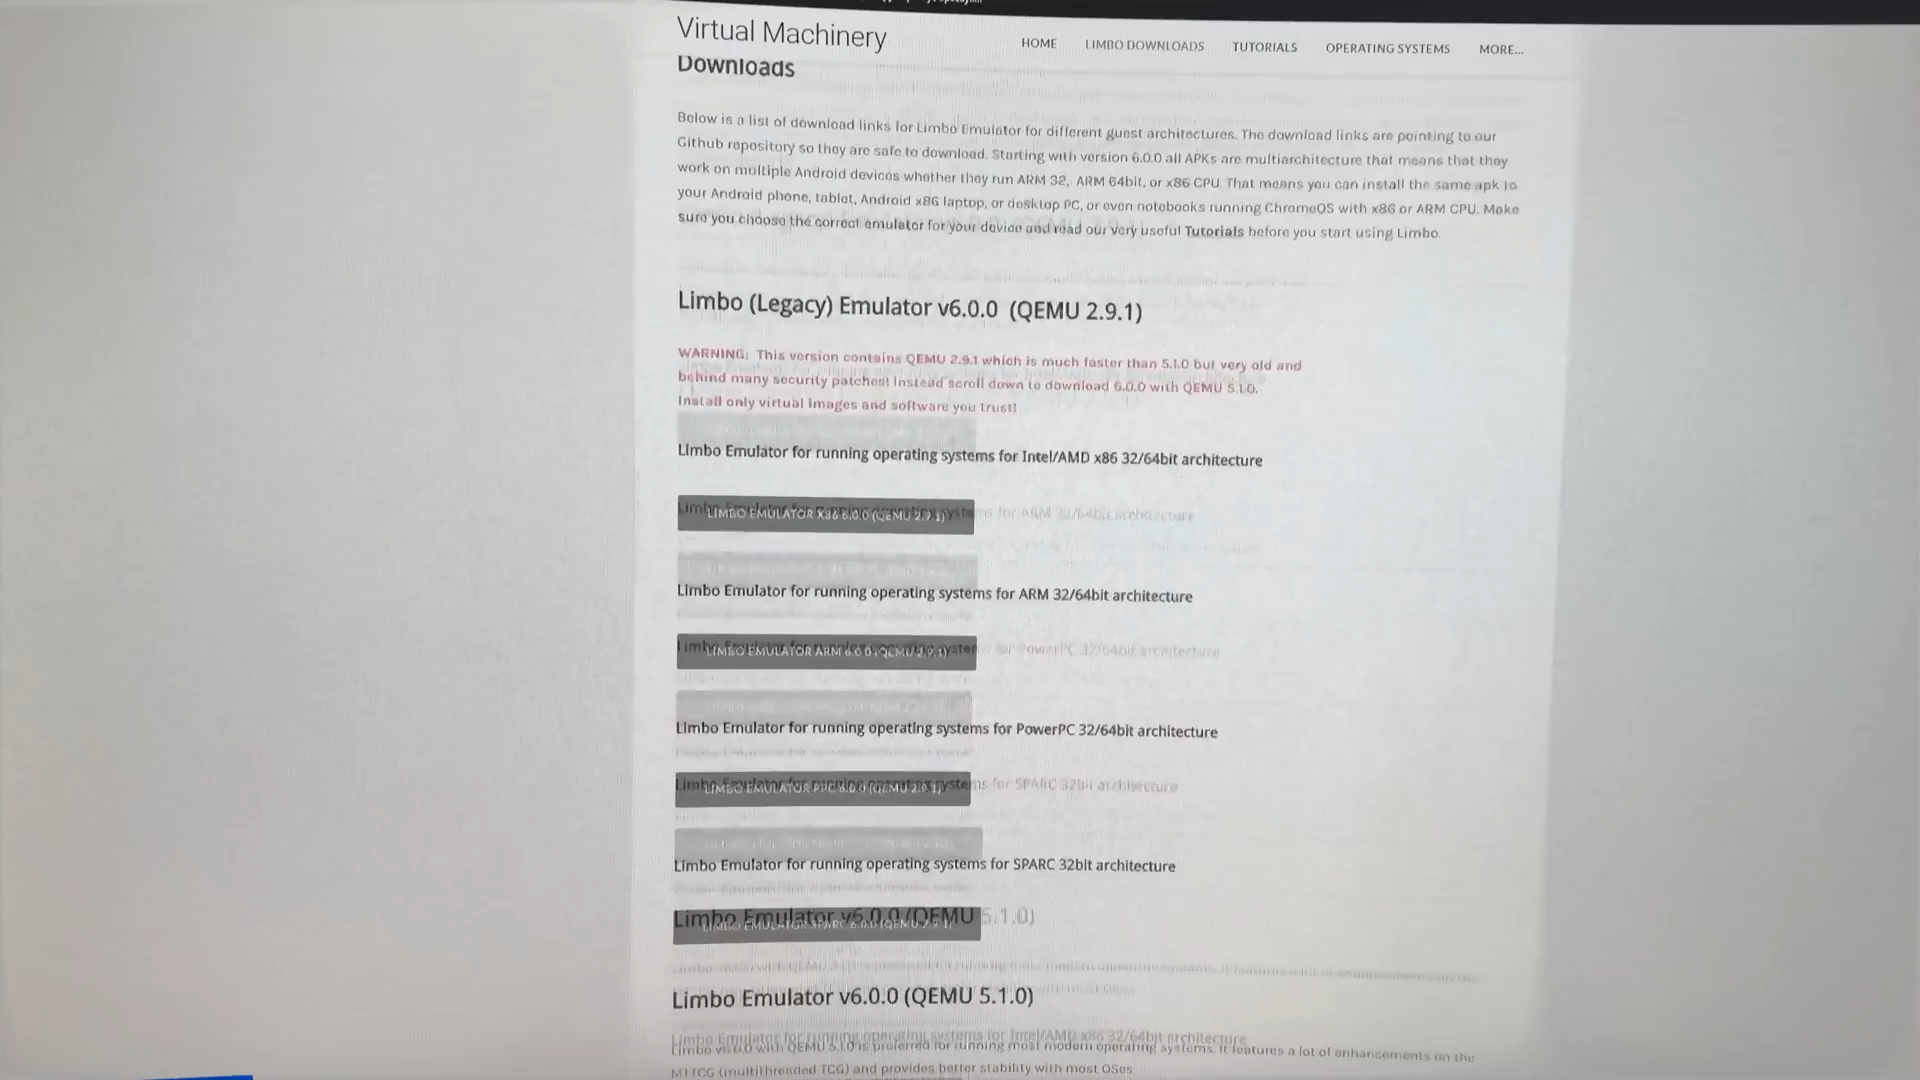 Virtual Machinery
HOME LIMBO DOWNLOADS TUTORIALS OPERATING SYSTEMS MORE...
Downloads
Below is a list of download links for Limbo Emulator for different guest architectures. The download links are pointing to our
Github repository so they are safe to download. Starting with version 6.0.0 all APKs are multiarchitecture that means that they
work on multiple Android devices whether they run ARM 32, ARM 64bit, or x86 CPU. That means you can install the same apk to
your Android phone, tablet, Android x86 laptop, or desktop PC, or even notebooks running ChromeOS with x86 or ARM CPU. Make
sure you choose the correct emulator for your device and read our very useful Tutorials before you start using Limbo.
Limbo (Legacy) Emulator v6.0.0 (QEMU 2.9.1)
WARNING: This version contains QEMU 2.9.1 which is much faster than 5.1.0 but very old and
behind many security patches! Instead scroll down to download 6.0.0 with QEMU 5.1.0.
Install only virtual images and software you trust!
Limbo Emulator for running operating systems for Intel/AMD x86 32/64bit architecture
LIMBO EMULATOR X86 6.0.0 (QEMU 2.9.1)
Limbo Emulator for running operating systems for ARM 32/64bit architecture
LIMBO EMULATOR ARM 6.0.0 (QEMU 2.9.1)
Limbo Emulator for running operating systems for PowerPC 32/64bit architecture
LIMBO EMULATOR PPC 6.0.0 (QEMU 2.9.1)
Limbo Emulator for running operating systems for SPARC 32bit architecture
LIMBO EMULATOR SPARC 6.0.0 (QEMU 2.9.1)
Limbo Emulator v6.0.0 (QEMU 5.1.0)
Limbo v6.0.0 with QEMU 5.1.0 is preferred for running most modern operating systems. It features a lot of enhancements on the
MTTCG (multithreaded TCG) and provides better stability with most OSes